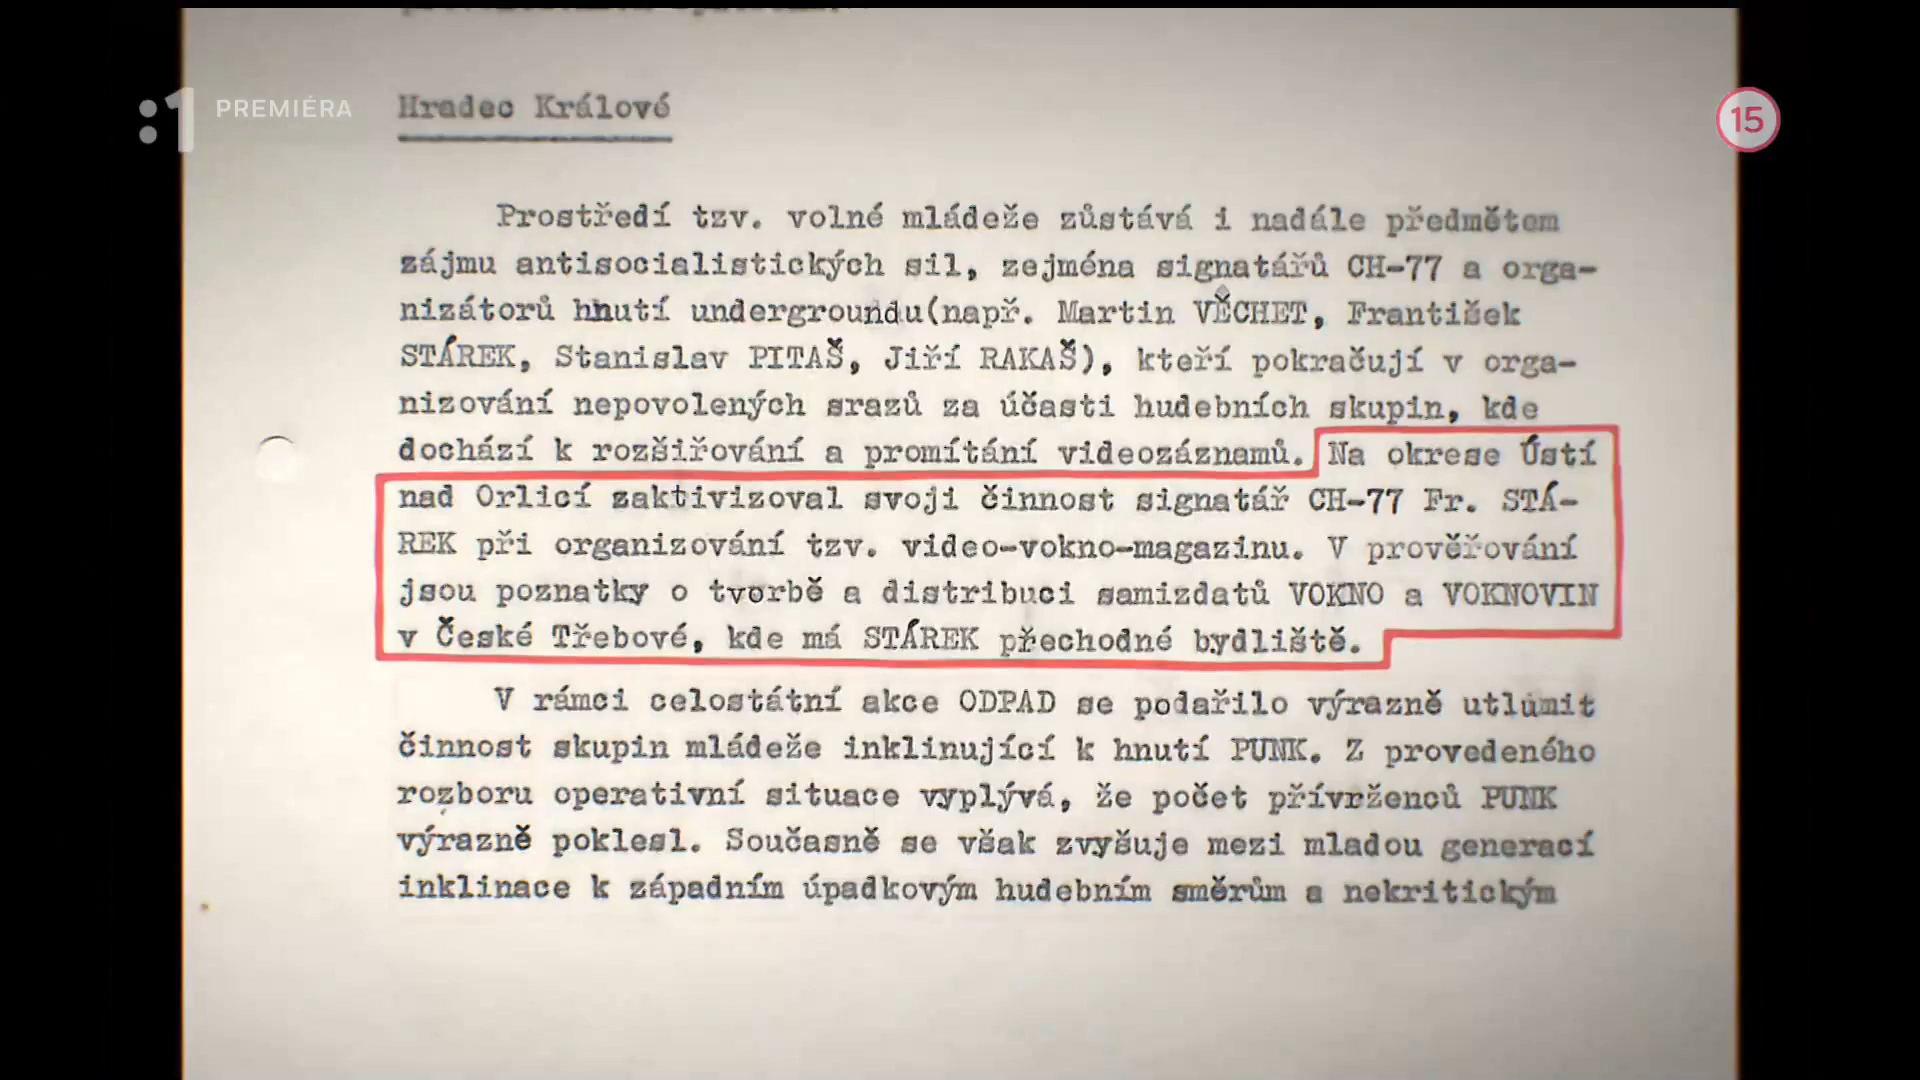 :1 PREMIÉRA
15
Hradec Králové
Prostředí tzv. volné mládeže zůstává i nadále předmětem
zájmu antisocialistických sil, zejména signatářů CH-77 a orga-
nizátorů hnutí undergroundu(např. Martin VĚCHET, František
STÁREK, Stanislav PITAŠ, Jiří RAKAŠ), kteří pokračují v orga-
nizování nepovolených srazů za účasti hudebních skupin, kde
dochází k rozšiřování a promítání videozáznamů. Na okrese Ústí
nad Orlicí zaktivizoval svoji činnost signatář CH-77 Fr. STÁ-
REK při organizování tzv. video-vokno-magazinu. V prověřování
jsou poznatky o tvorbě a distribuci samizdatů VOKNO a VOKNOVIN
v České Třebové, kde má STÁREK přechodné bydliště.
V rámci celostátní akce ODPAD se podařilo výrazně utlumit
činnost skupin mládeže inklinující k hnutí PUNK. Z provedeného
rozboru operativní situace vyplývá, že počet přívrženců PUNK
výrazně poklesl. Současně se však zvyšuje mezi mladou generací
inklinace k západním úpadkovým hudebním směrům a nekritickým